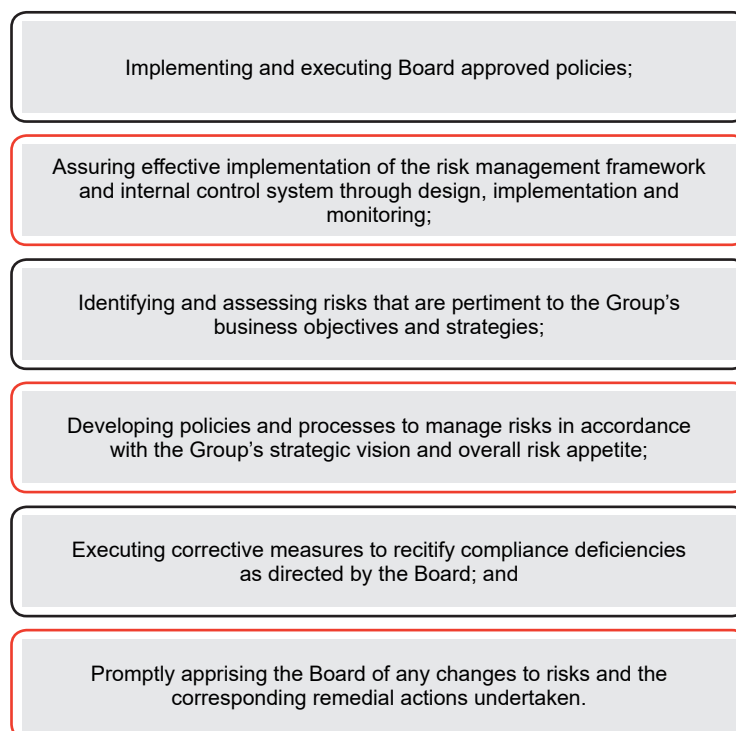 Implementing and executing Board approved policies;
Assuring effective implementation of the risk management framework
and internal control system through design, implementation and
monitoring;
Identifying and assessing risks that are pertiment to the Group’s
business objectives and strategies;
Developing policies and processes to manage risks in accordance
with the Group’s strategic vision and overall risk appetite;
Executing corrective measures to recitify compliance deficiencies
as directed by the Board; and
Promptly apprising the Board of any changes to risks and the
corresponding remedial actions undertaken.